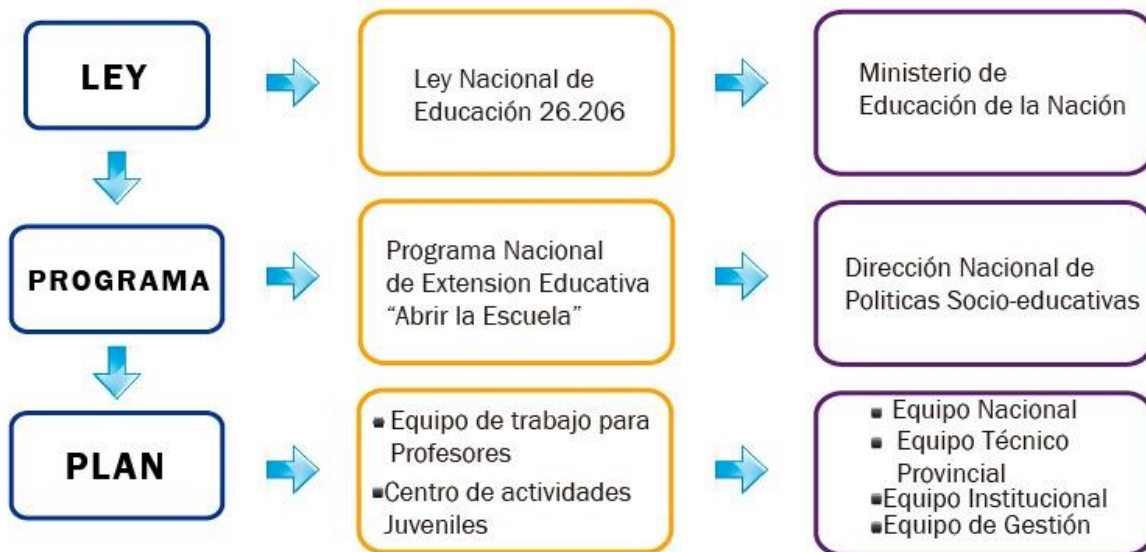 LEY
Ley Nacional de
Educación 26.206
Ministerio de
Educación de la Nación
PROGRAMA
Programa Nacional
de Extension Educativa
“Abrir la Escuela”
Dirección Nacional de
Politicas Socio-educativas
PLAN
▪ Equipo de trabajo para
Profesores
▪Centro de actividades
Juveniles
▪ Equipo Nacional
▪ Equipo Técnico
Provincial
▪Equipo Institucional
▪Equipo de Gestión